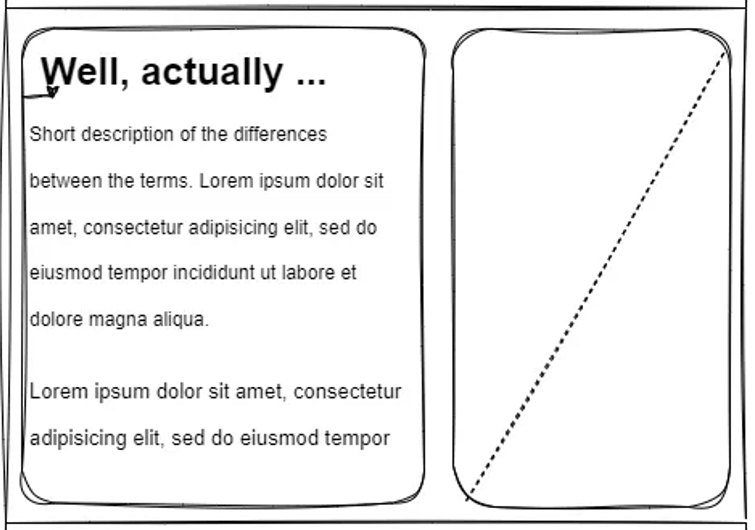 Well, actually ...
Short description of the differences
between the terms. Lorem ipsum dolor sit
amet, consectetur adipisicing elit, sed do
eiusmod tempor incididunt ut labore et
dolore magna aliqua.
Lorem ipsum dolor sit amet, consectetur
adipisicing elit, sed do eiusmod tempor